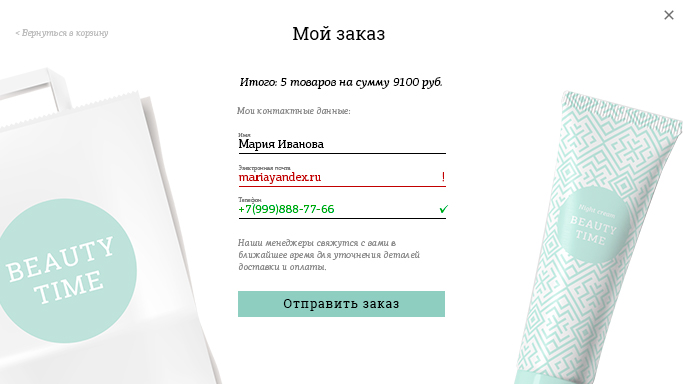 < Вернуться в корзину
Мой заказ
Итого: 5 товаров на сумму 9100 руб.
Мои контактные данные:
Имя
Мария Иванова
Электронная почта
mariayandex.ru !
Телефон
+7(999)888-77-66
Наши менеджеры свяжутся с вами в
ближайшее время для уточнения деталей
доставки и оплаты.
Отправить заказ
BEAUTY
TIME
BEAUTY
TIME